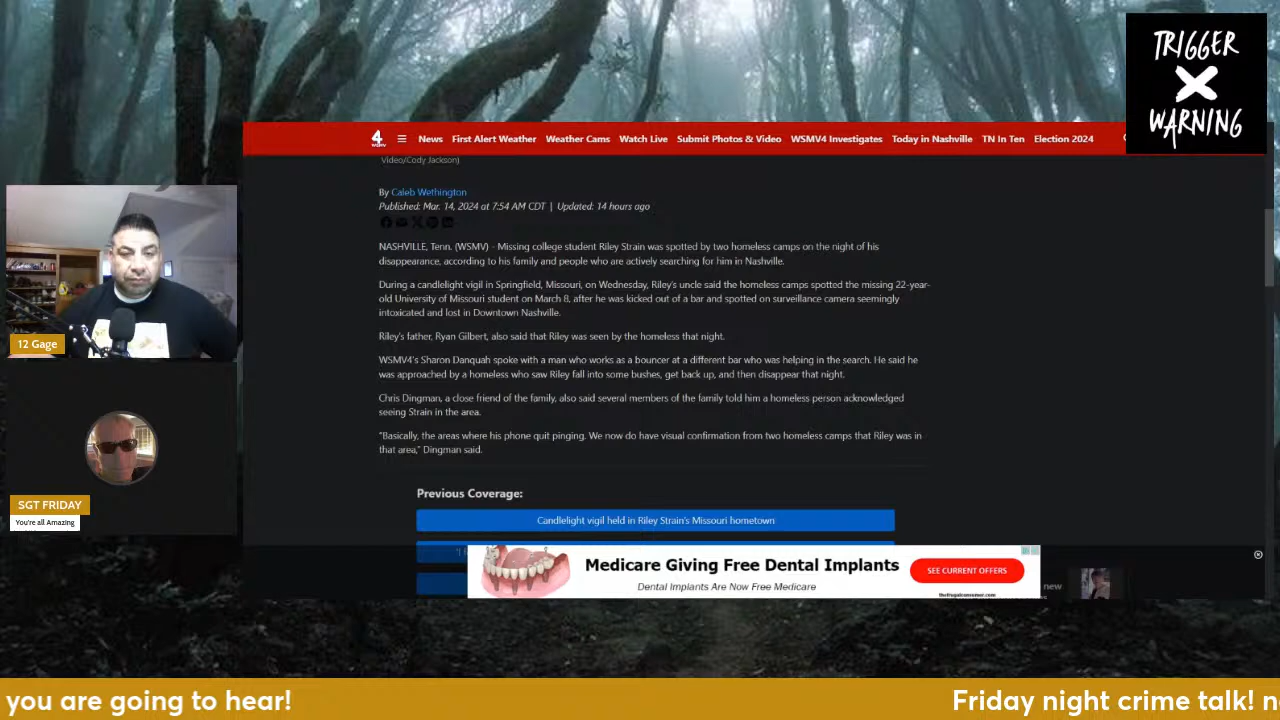 TRIGGER
WARNING
4
WSMV
News First Alert Weather Weather Cams Watch Live Submit Photos & Video WSMV4 Investigates Today in Nashville TN In Ten Election 2024
Video/Cody Jackson)
By Caleb Wethington
Published: Mar. 14, 2024 at 7:54 AM CDT | Updated: 14 hours ago
NASHVILLE, Tenn. (WSMV) - Missing college student Riley Strain was spotted by two homeless camps on the night of his
disappearance, according to his family and people who are actively searching for him in Nashville.
During a candlelight vigil in Springfield, Missouri, on Wednesday, Riley's uncle said the homeless camps spotted the missing 22-year-
old University of Missouri student on March 8, after he was kicked out of a bar and spotted on surveillance camera seemingly
intoxicated and lost in Downtown Nashville.
Riley's father, Ryan Gilbert, also said that Riley was seen by the homeless that night.
WSMV4's Sharon Danquah spoke with a man who works as a bouncer at a different bar who was helping in the search. He said he
was approached by a homeless who saw Riley fall into some bushes, get back up, and then disappear that night.
Chris Dingman, a close friend of the family, also said several members of the family told him a homeless person acknowledged
seeing Strain in the area.
"Basically, the areas where his phone quit pinging. We now do have visual confirmation from two homeless camps that Riley was in
that area," Dingman said.
Previous Coverage:
Candlelight vigil held in Riley Strain's Missouri hometown
Medicare Giving Free Dental Implants
Dental Implants Are Now Free Medicare
SEE CURRENT OFFERS
thefrugalconsumer.com
new
12 Gage
SGT FRIDAY
You're all Amazing
you are going to hear!
Friday night crime talk! n